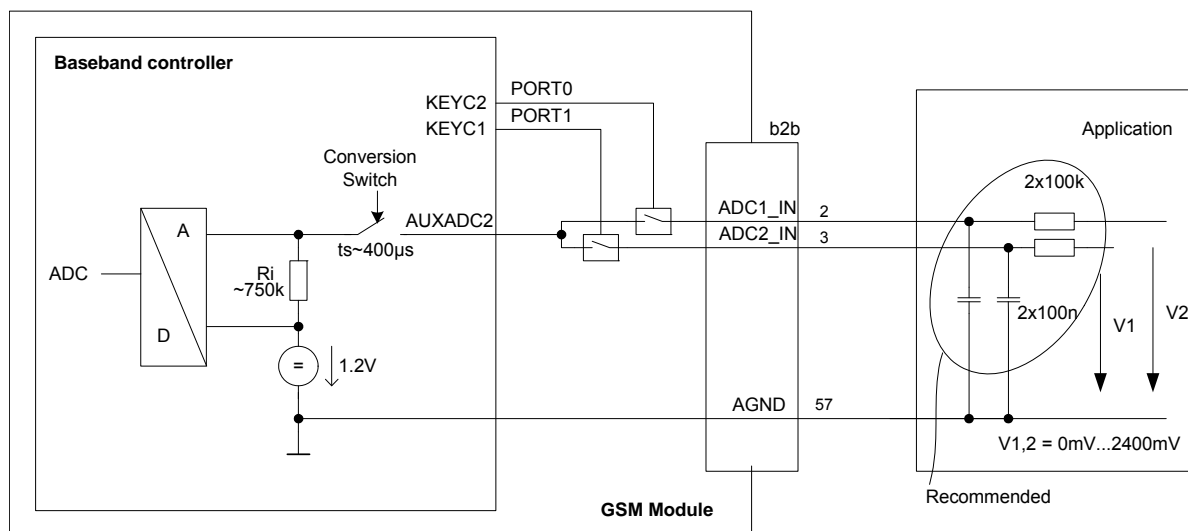 Baseband controller
KEYC2
PORT0
KEYC1
PORT1
b2b
Application
Conversion
Switch
2x100k
A
AUXADC2
ADC1_IN
2
ts~400µs
ADC2_IN
3
ADC
Ri
~750k
2x100n
V1
V2
D
=
1.2V
AGND
57
V1,2 = 0mV...2400mV
GSM Module
Recommended